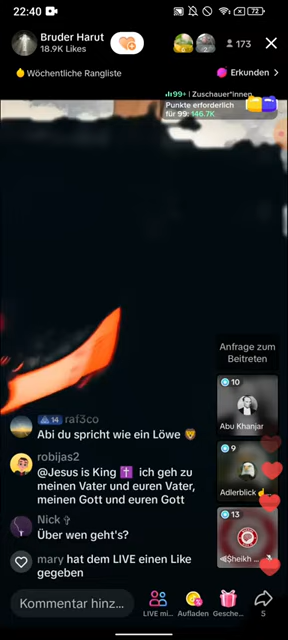 22:40
72
Bruder Harut
18.9K Likes
173
Wöchentliche Rangliste
Erkunden
99+ | Zuschauer*innen
Punkte erforderlich
für 99: 146.7K
Anfrage zum
Beitreten
10
Abu Khanjar
9
Adlerblick
13
14 raf3co
Abi du spricht wie ein Löwe 🦁
robijas2
@Jesus is King ✝️ ich geh zu
meinen Vater und euren Vater,
meinen Gott und euren Gott
Nick ✞
Über wen geht's?
mary hat dem LIVE einen Like
gegeben
Kommentar hinz...
LIVE mi...
Aufladen
Gesche...
5